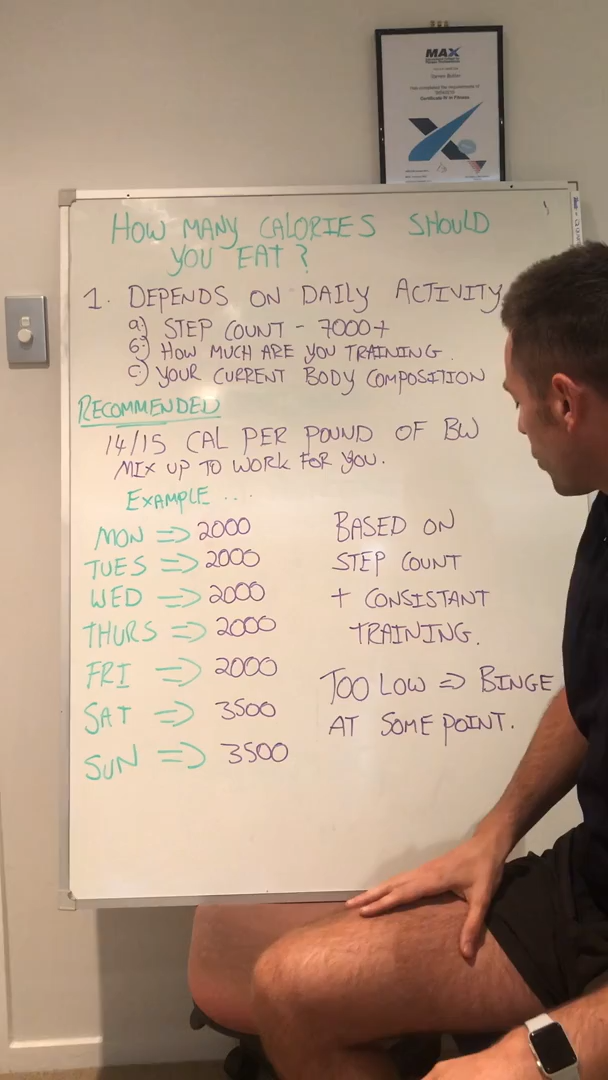 MAX
HOW MANY CALORIES SHOULD
YOU EAT?
1. DEPENDS ON DAILY ACTIVITY
a) STEP COUNT - 7000+
b) HOW MUCH ARE YOU TRAINING.
c) YOUR CURRENT BODY COMPOSITION
RECOMMENDED
14/15 CAL PER POUND OF BW
MIX UP TO WORK FOR YOU.
EXAMPLE ...
MON => 2000
TUES => 2000
WED => 2000
THURS => 2000
FRI => 2000
SAT => 3500
SUN => 3500
BASED ON
STEP COUNT
+ CONSISTANT
TRAINING.
TOO LOW => BINGE
AT SOME POINT.